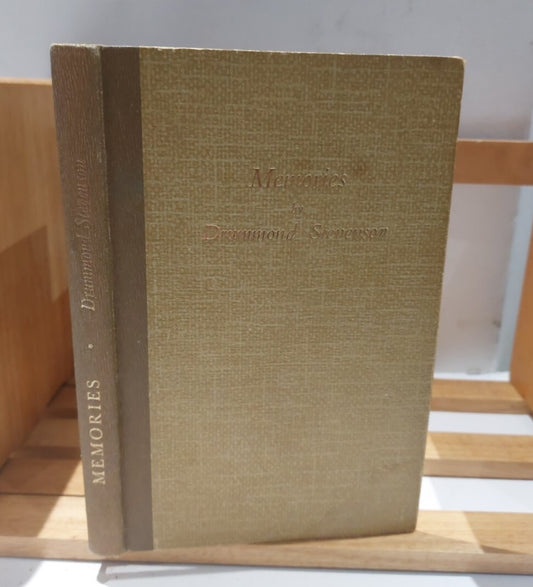 Memories
by
Drummond Stevenson
MEMORIES • Drummond Stevenson